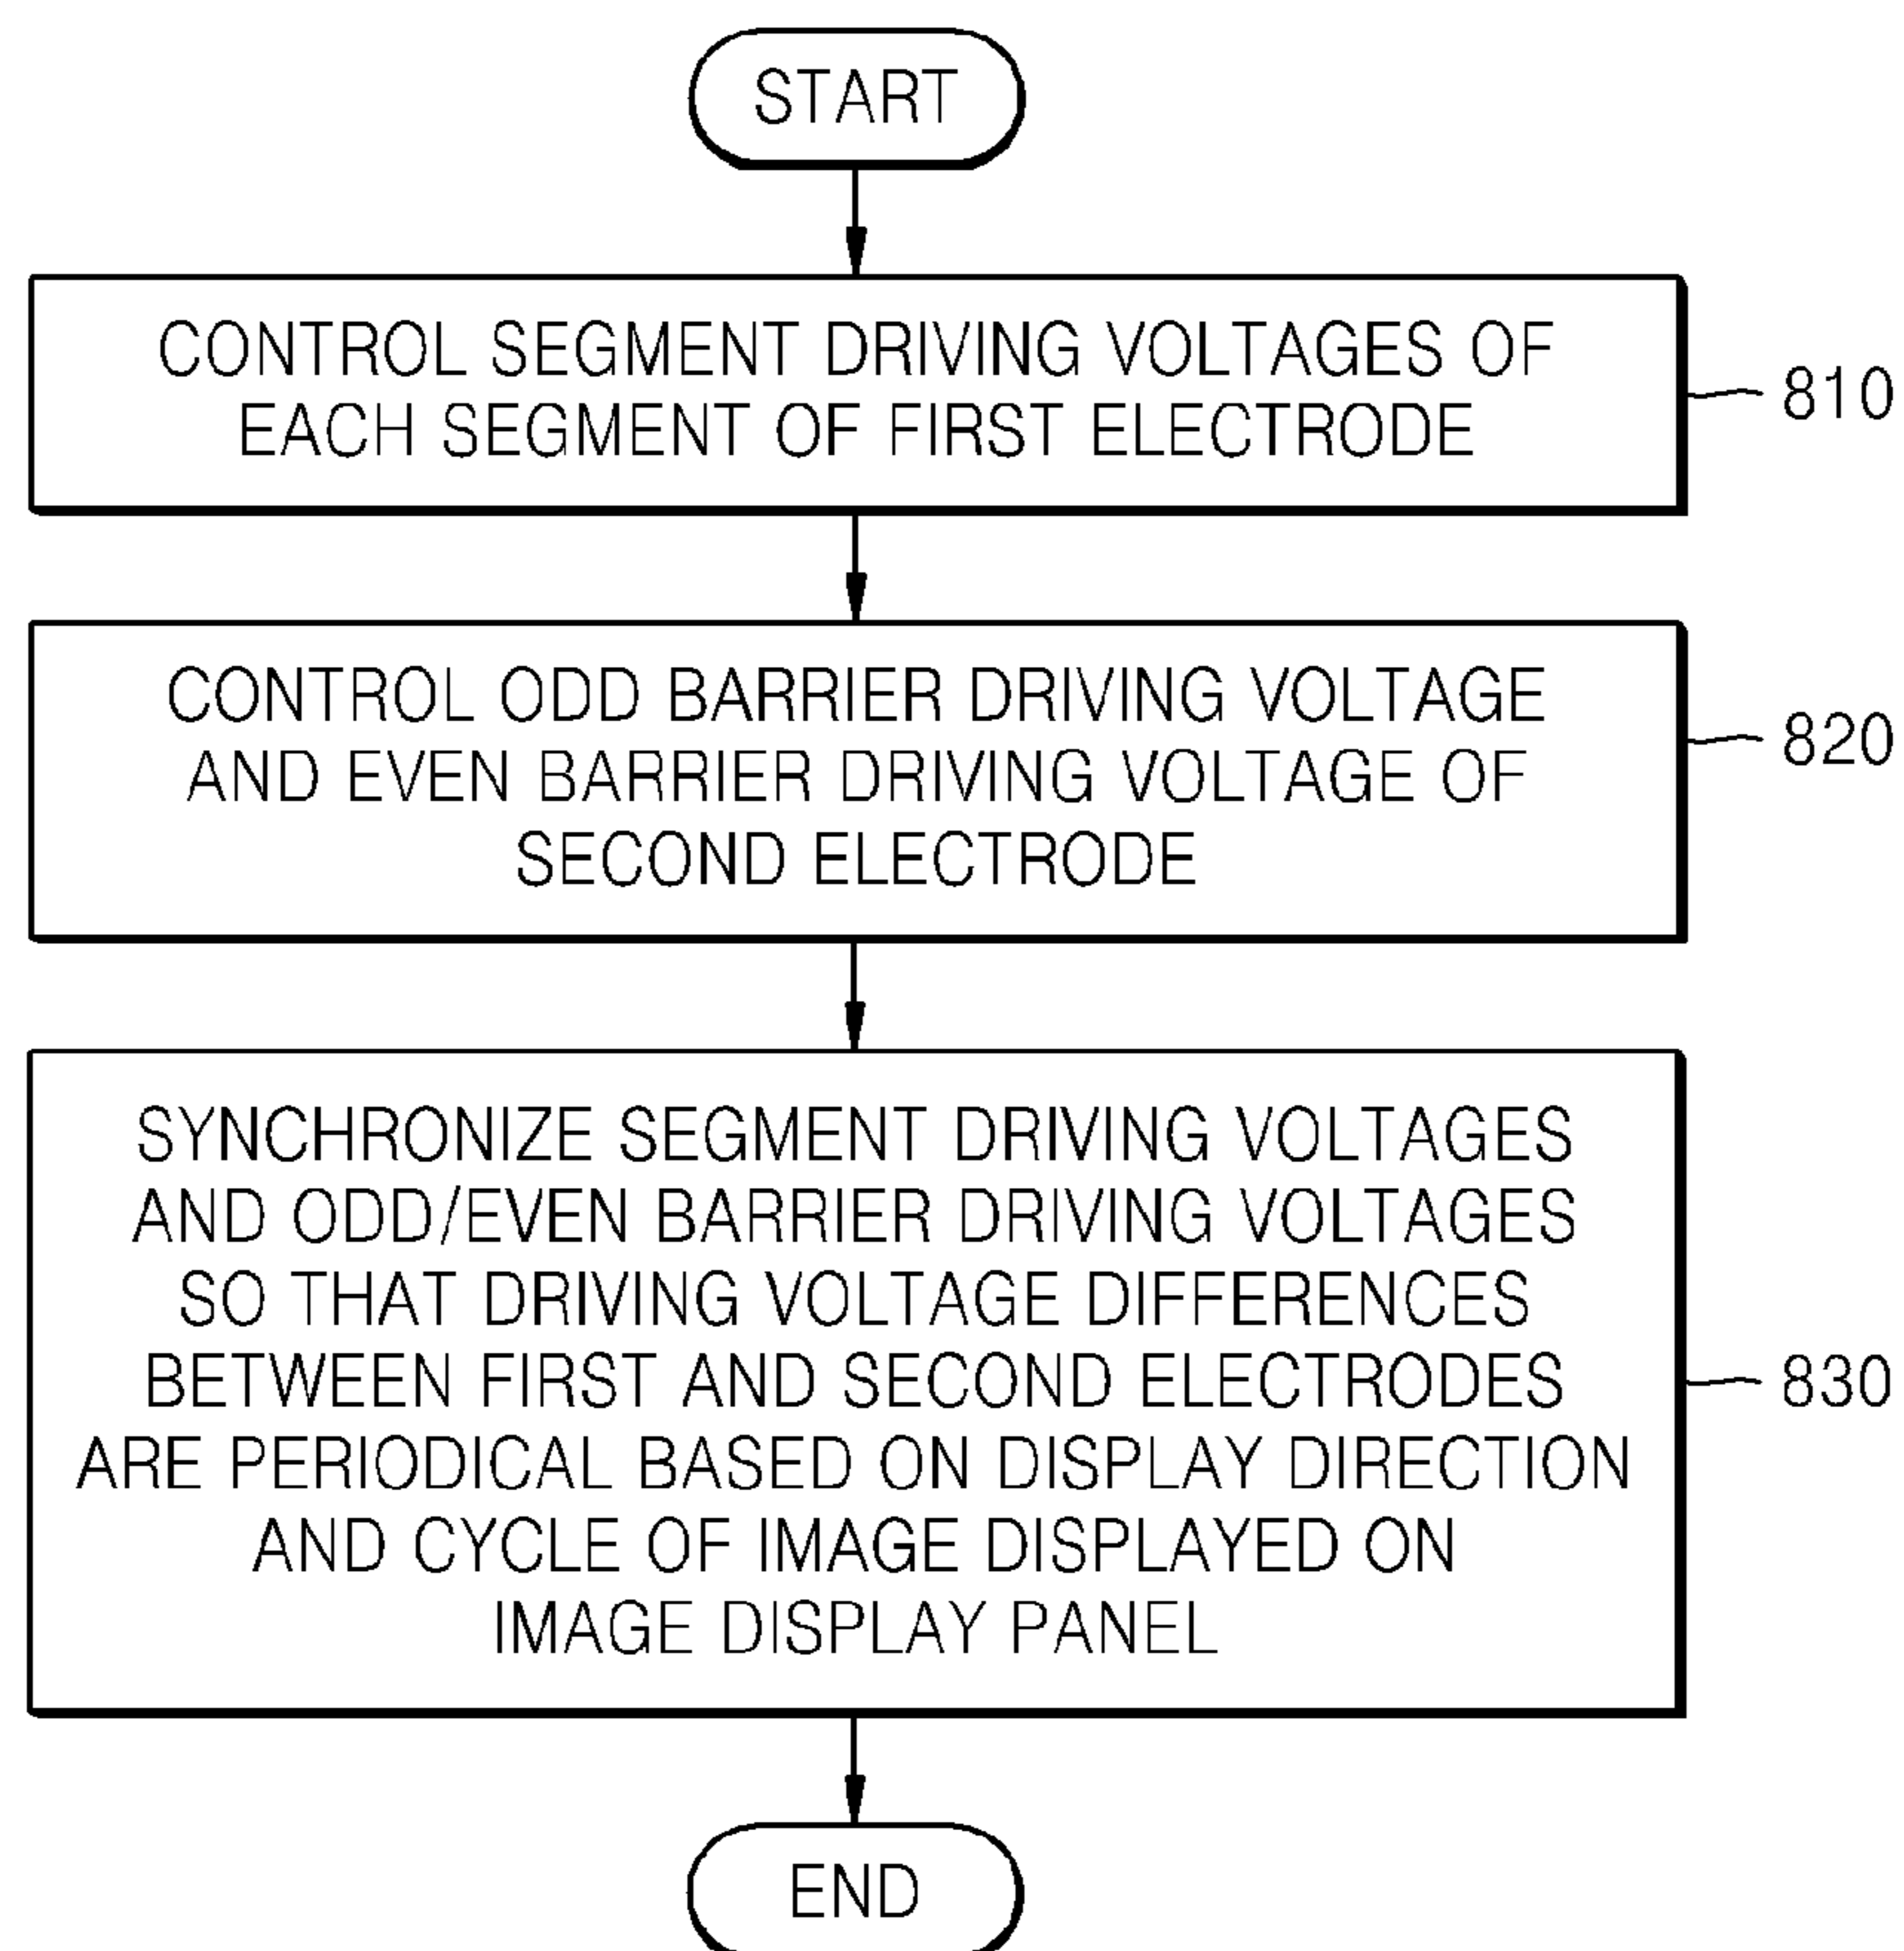 START
CONTROL SEGMENT DRIVING VOLTAGES OF
EACH SEGMENT OF FIRST ELECTRODE
810
CONTROL ODD BARRIER DRIVING VOLTAGE
AND EVEN BARRIER DRIVING VOLTAGE OF
SECOND ELECTRODE
820
SYNCHRONIZE SEGMENT DRIVING VOLTAGES
AND ODD/EVEN BARRIER DRIVING VOLTAGES
SO THAT DRIVING VOLTAGE DIFFERENCES
BETWEEN FIRST AND SECOND ELECTRODES
ARE PERIODICAL BASED ON DISPLAY DIRECTION
AND CYCLE OF IMAGE DISPLAYED ON
IMAGE DISPLAY PANEL
830
END